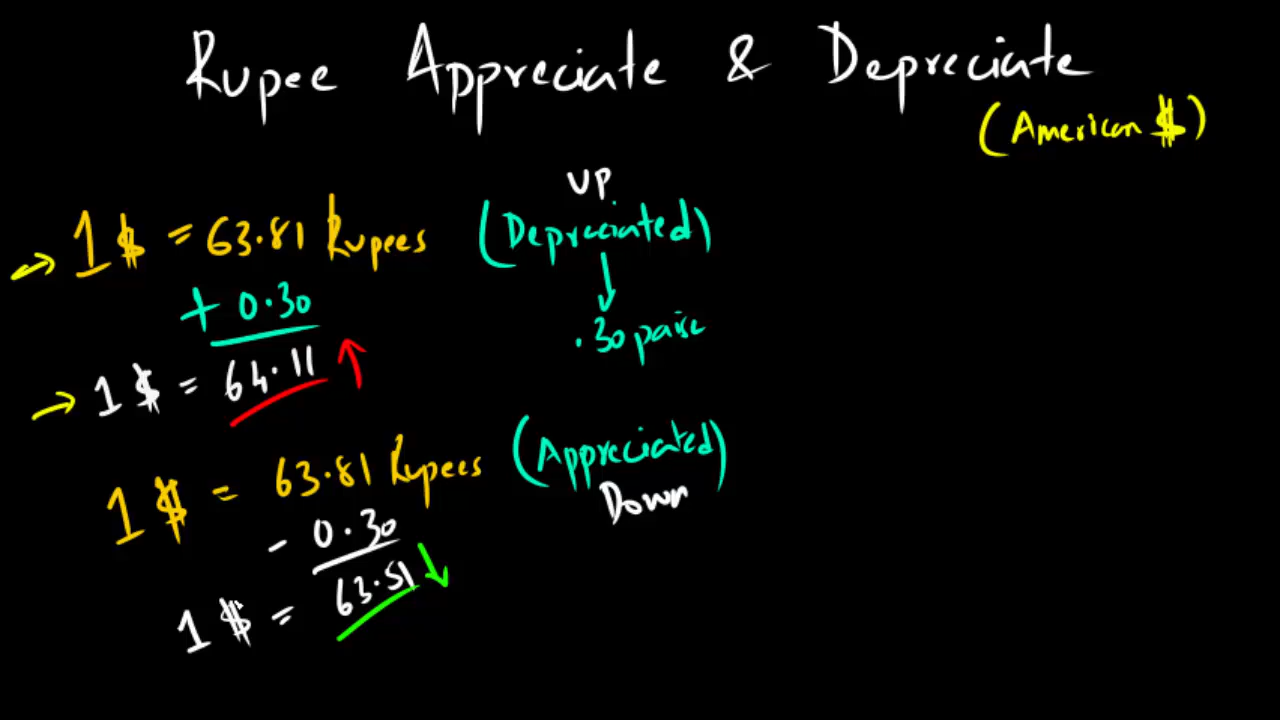 Rupee Appreciate & Depreciate
(American $)
UP
1 $ = 63.81 Rupees (Depreciated)
+ 0.30
.30 paise
1 $ = 64.11
1 $ = 63.81 Rupees (Appreciated)
Down
- 0.30
1 $ = 63.51